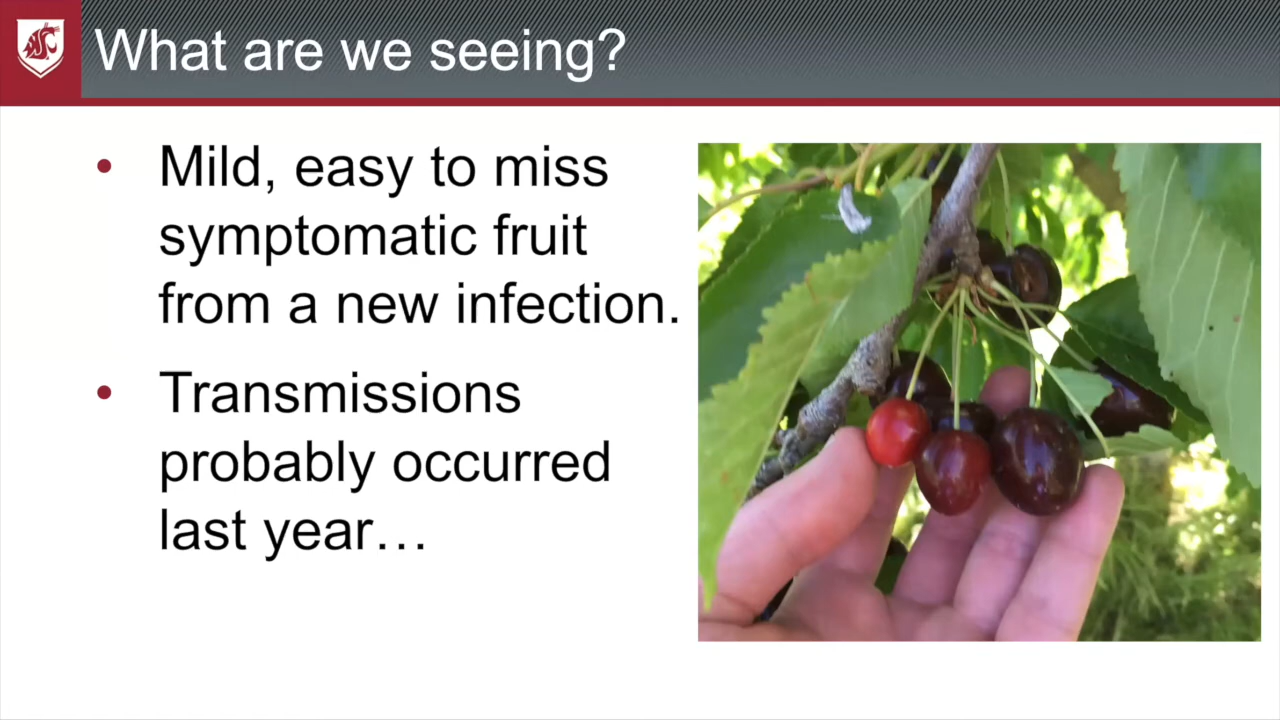 What are we seeing?
• Mild, easy to miss
symptomatic fruit
from a new infection.
• Transmissions
probably occurred
last year…